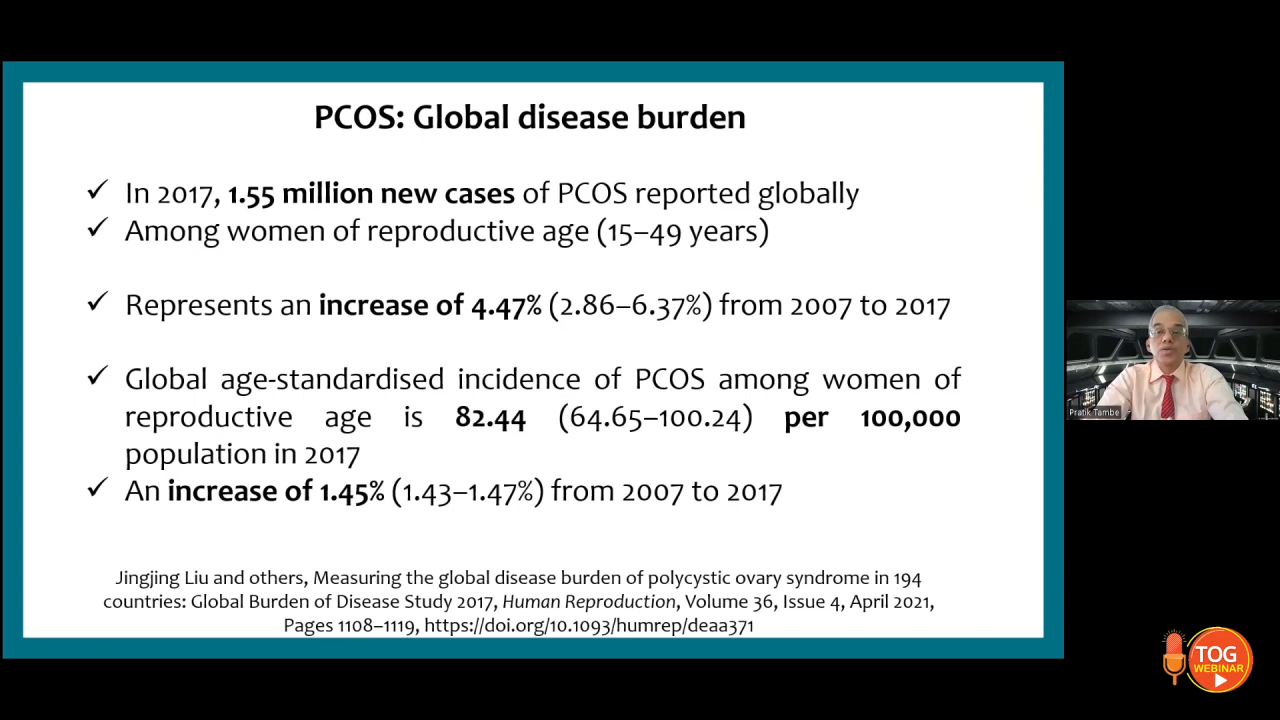 PCOS: Global disease burden
✓ In 2017, 1.55 million new cases of PCOS reported globally
✓ Among women of reproductive age (15–49 years)
✓ Represents an increase of 4.47% (2.86–6.37%) from 2007 to 2017
✓ Global age-standardised incidence of PCOS among women of
reproductive age is 82.44 (64.65–100.24) per 100,000
population in 2017
✓ An increase of 1.45% (1.43–1.47%) from 2007 to 2017
Jingjing Liu and others, Measuring the global disease burden of polycystic ovary syndrome in 194
countries: Global Burden of Disease Study 2017, Human Reproduction, Volume 36, Issue 4, April 2021,
Pages 1108–1119, https://doi.org/10.1093/humrep/deaa371
Pratik Tambe
TOG
WEBINAR